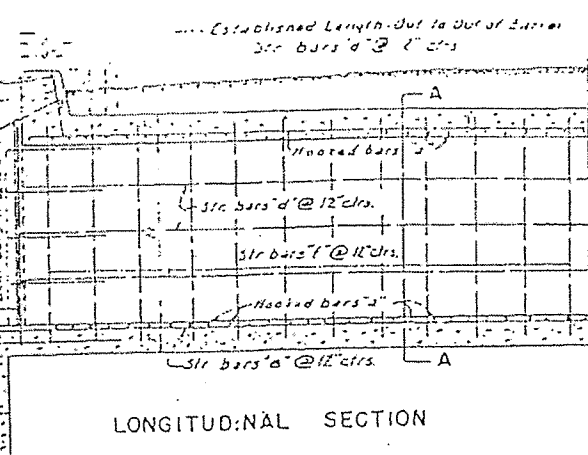 Established Length-Out to Out of Barrel
Str bars "d" @ 12" ctrs
A
Hooked bars "a"
Str. bars "d" @ 12" ctrs.
Str bars "f" @ 12" ctrs.
Hooked bars "a"
Str bars "d" @ 12" ctrs.
A
LONGITUDINAL SECTION